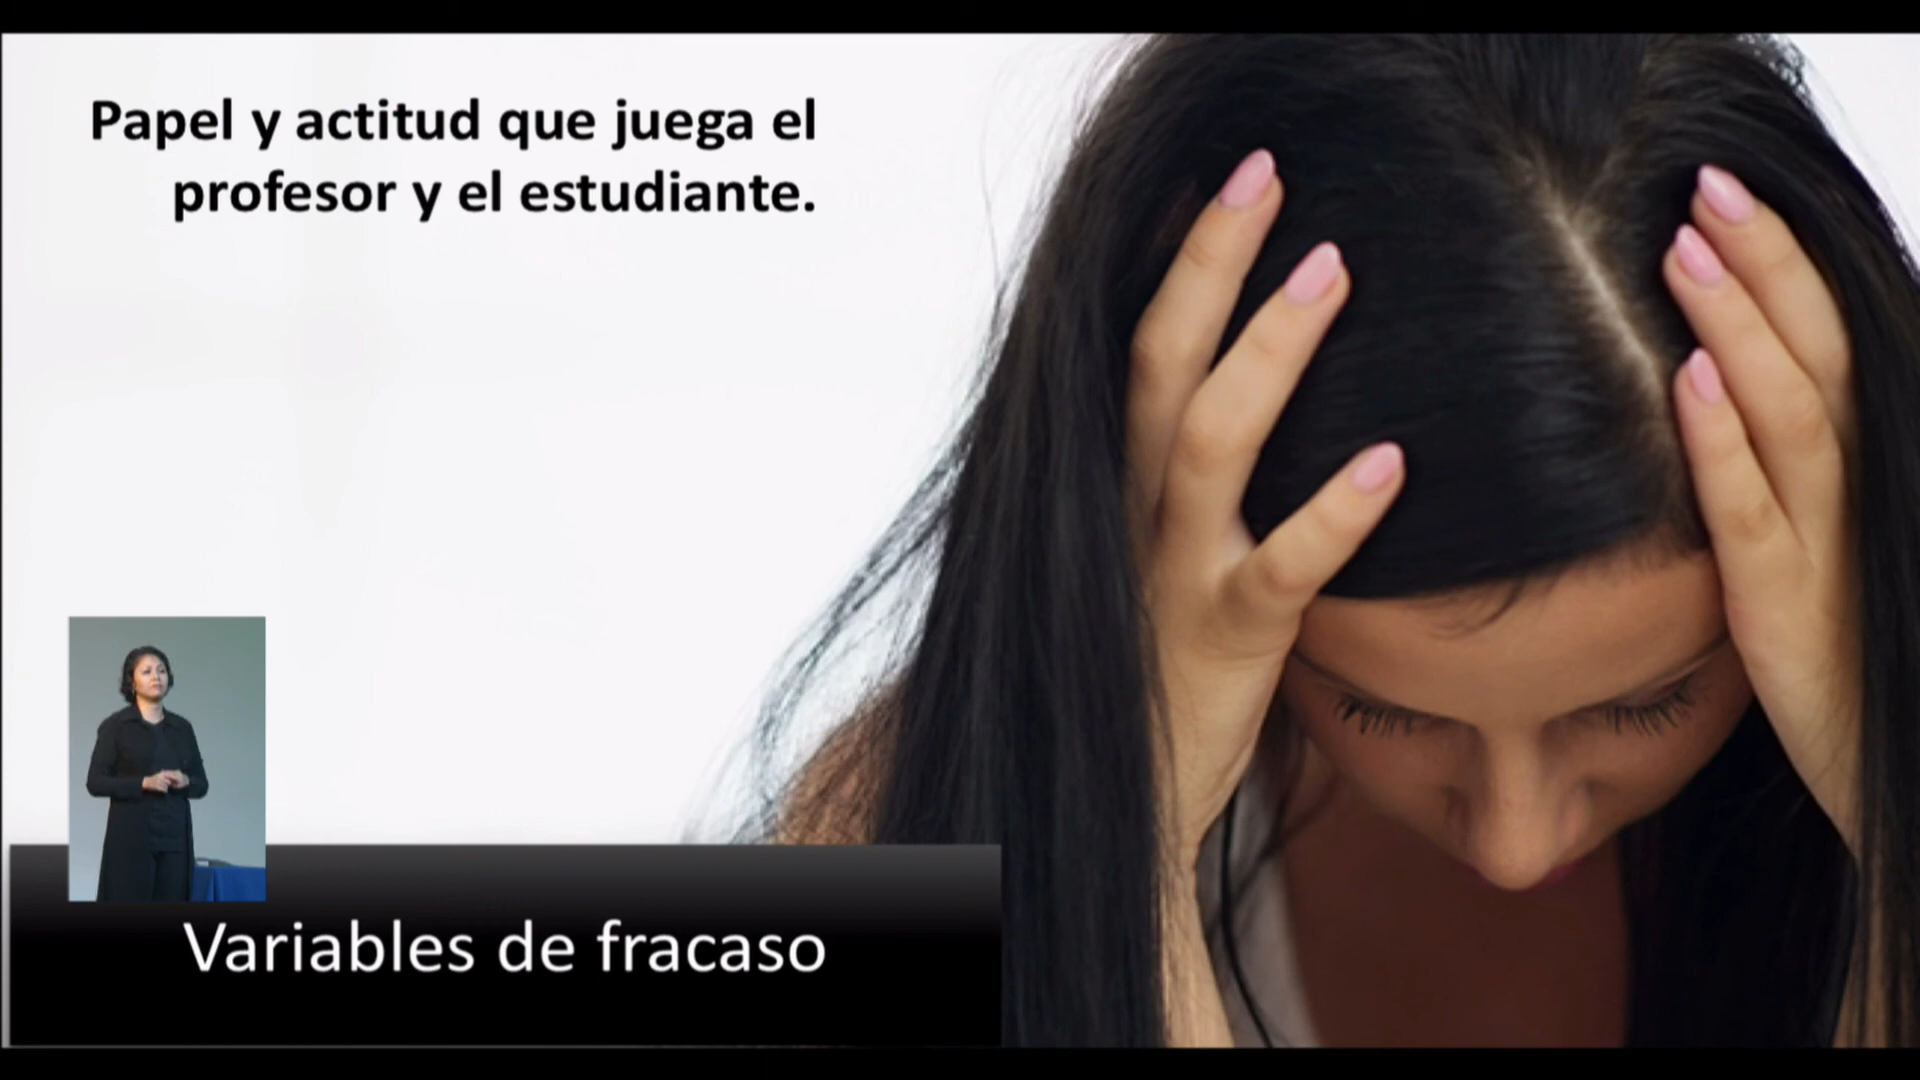 Papel y actitud que juega el
profesor y el estudiante.
Variables de fracaso